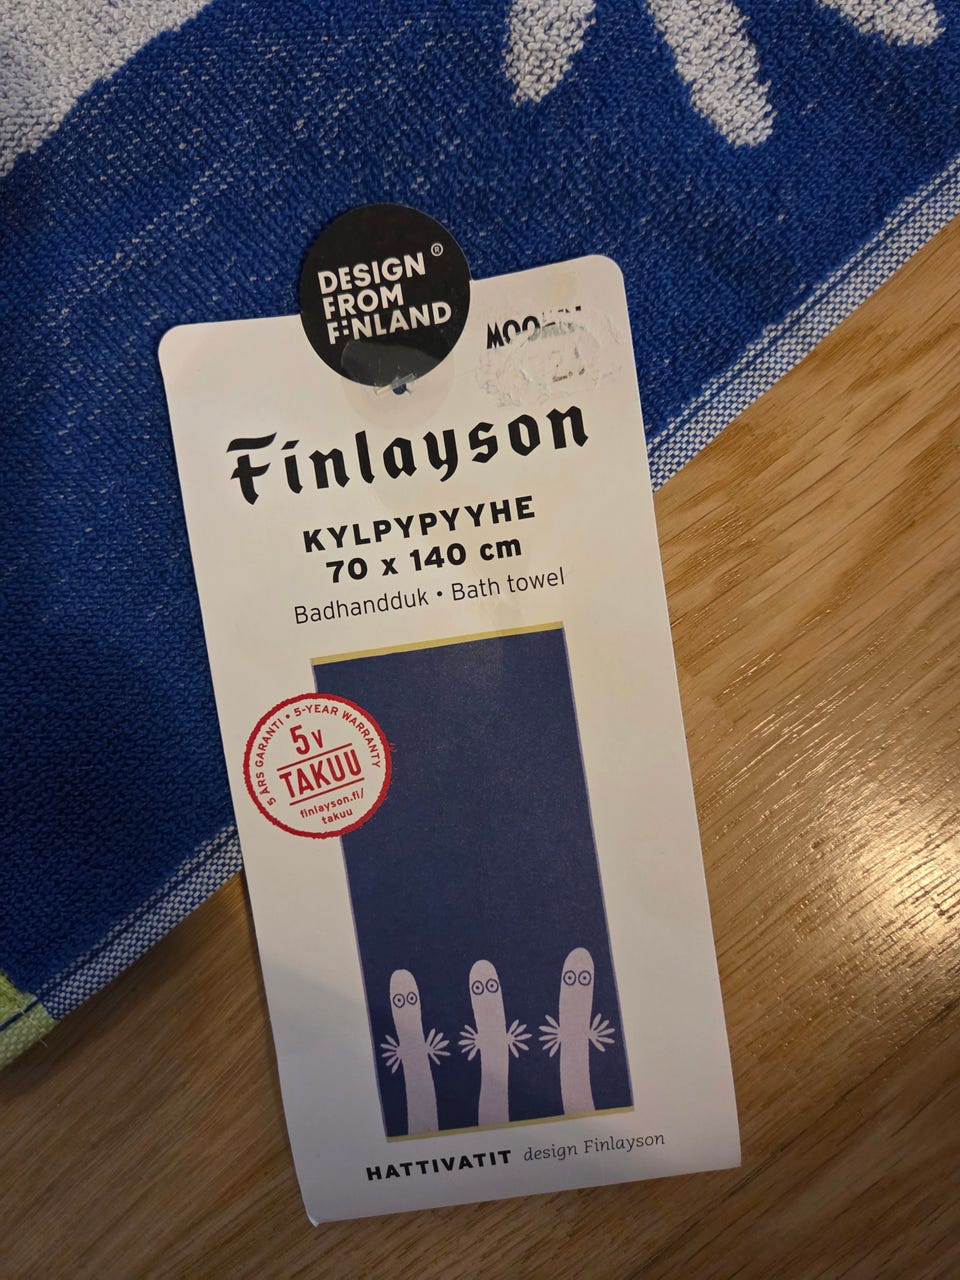 DESIGN ®
FROM
FINLAND
MOOMIN
Finlayson
KYLPYPYYHE
70 x 140 cm
Badhandduk • Bath towel
5 ÅRS GARANTI • 5-YEAR WARRANTY
5v
TAKUU
finlayson.fi/
takuu
HATTIVATIT design Finlayson